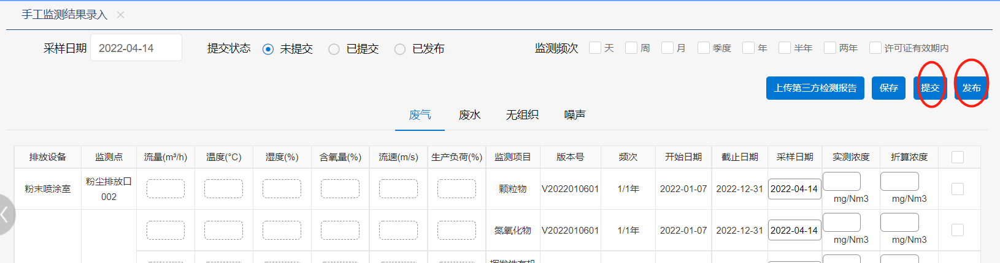 手工监测结果录入
采样日期 2022-04-14 提交状态 未提交 已提交 已发布 监测频次 天 周 月 季度 年 半年 两年 许可证有效期内
上传第三方检测报告 保存 提交 发布
废气 废水 无组织 噪声
排放设备 监测点 流量(m³/h) 温度(°C) 湿度(%) 含氧量(%) 流速(m/s) 生产负荷(%) 监测项目 版本号 频次 开始日期 截止日期 采样日期 实测浓度 折算浓度
粉末喷涂室 粉尘排放口 002 颗粒物 V2022010601 1/1年 2022-01-07 2022-12-31 2022-04-14 mg/Nm3 mg/Nm3
氮氧化物 V2022010601 1/1年 2022-01-07 2022-12-31 2022-04-14 mg/Nm3 mg/Nm3
挥发性有机